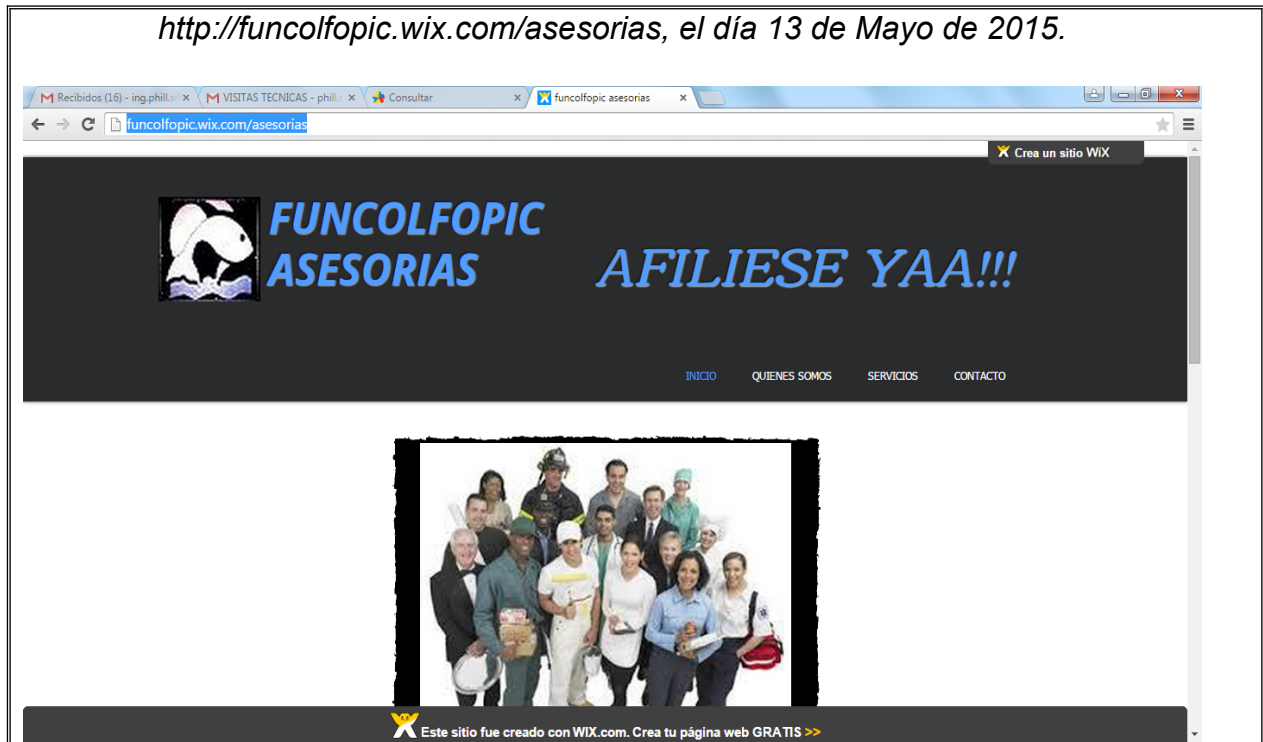 http://funcolfopic.wix.com/asesorias, el día 13 de Mayo de 2015.
Recibidos (16) - ing.phill.s
VISITAS TECNICAS - phill.
Consultar
funcolfopic asesorias
funcolfopic.wix.com/asesorias
Crea un sitio WiX
FUNCOLFOPIC
ASESORIAS
AFILIESE YAA!!!
INICIO QUIENES SOMOS SERVICIOS CONTACTO
Este sitio fue creado con WIX.com. Crea tu página web GRATIS >>